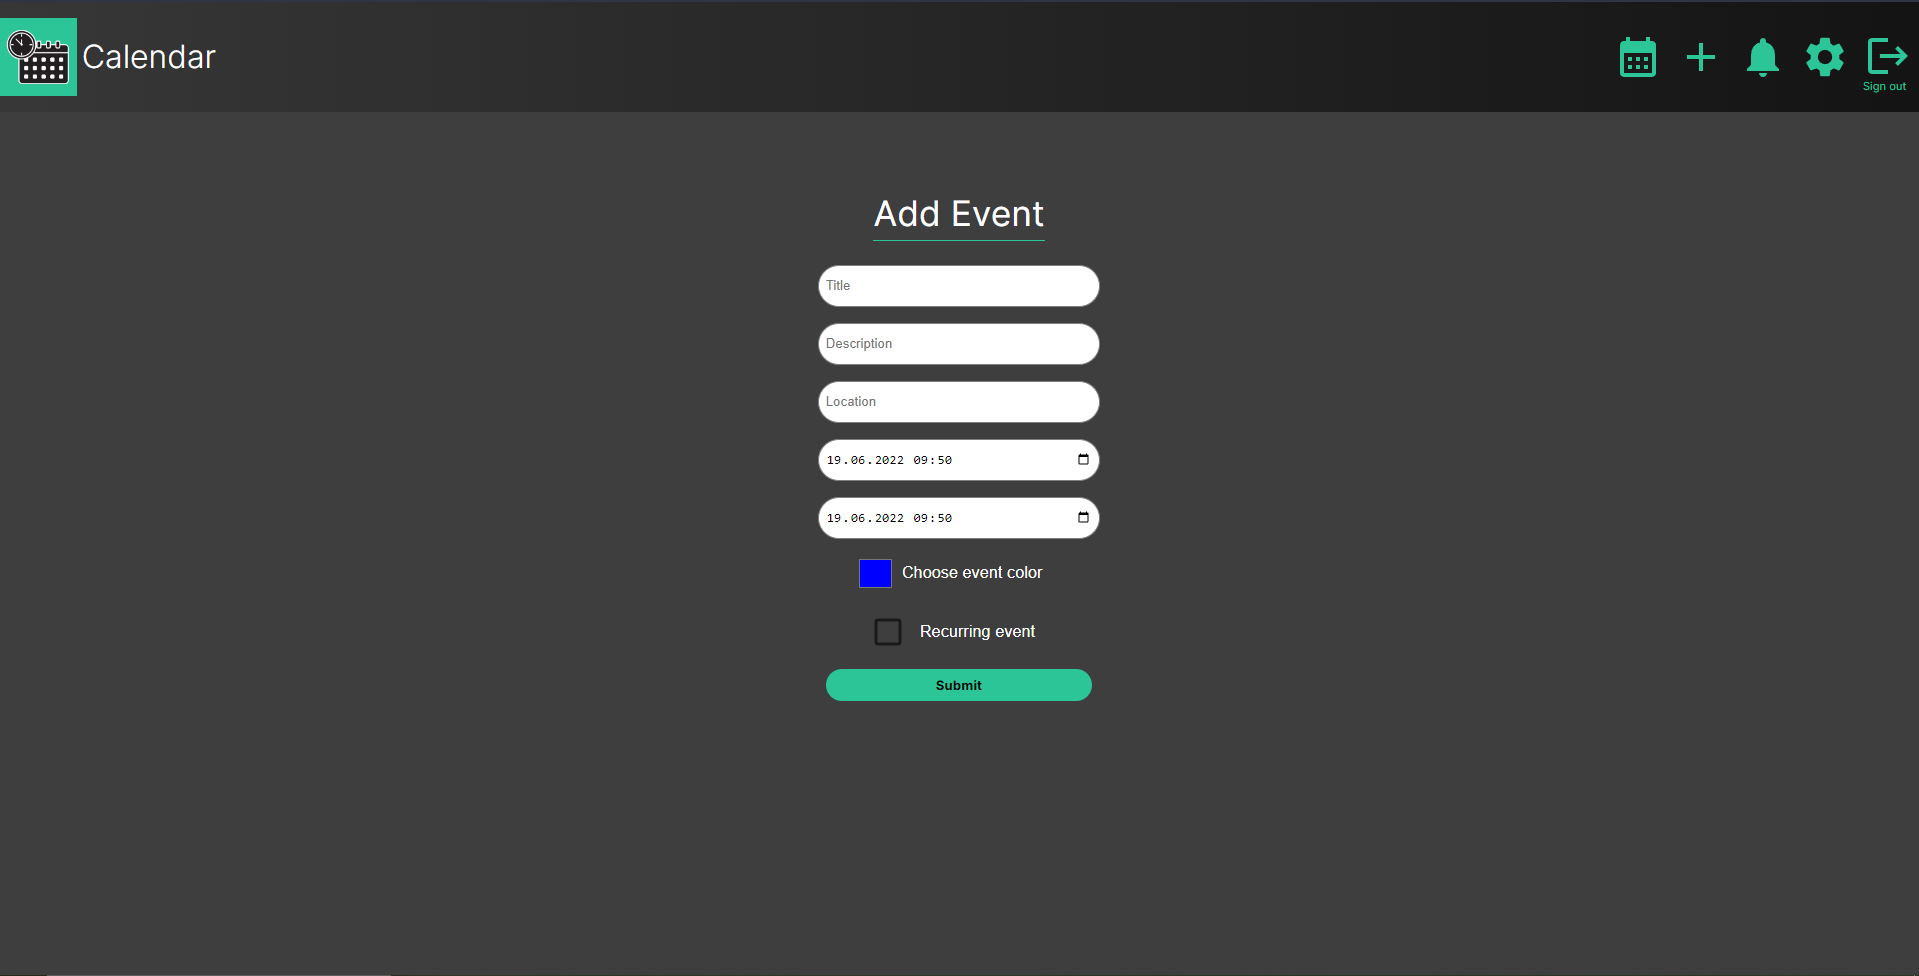 Calendar
Sign out
Add Event
Title
Description
Location
19.06.2022 09:50
19.06.2022 09:50
Choose event color
Recurring event
Submit